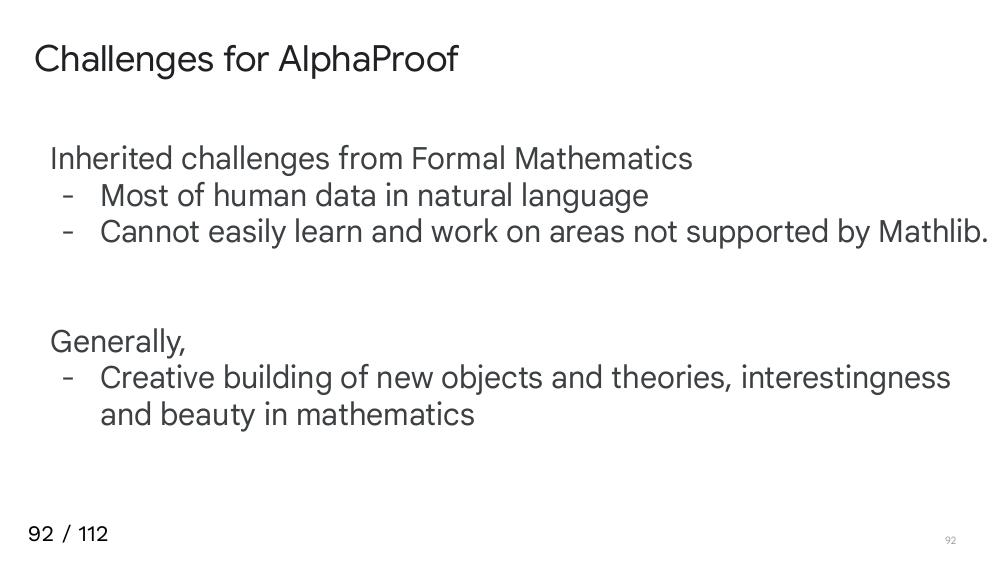 Challenges for AlphaProof
Inherited challenges from Formal Mathematics
- Most of human data in natural language
- Cannot easily learn and work on areas not supported by Mathlib.
Generally,
- Creative building of new objects and theories, interestingness
and beauty in mathematics
92 / 112
92